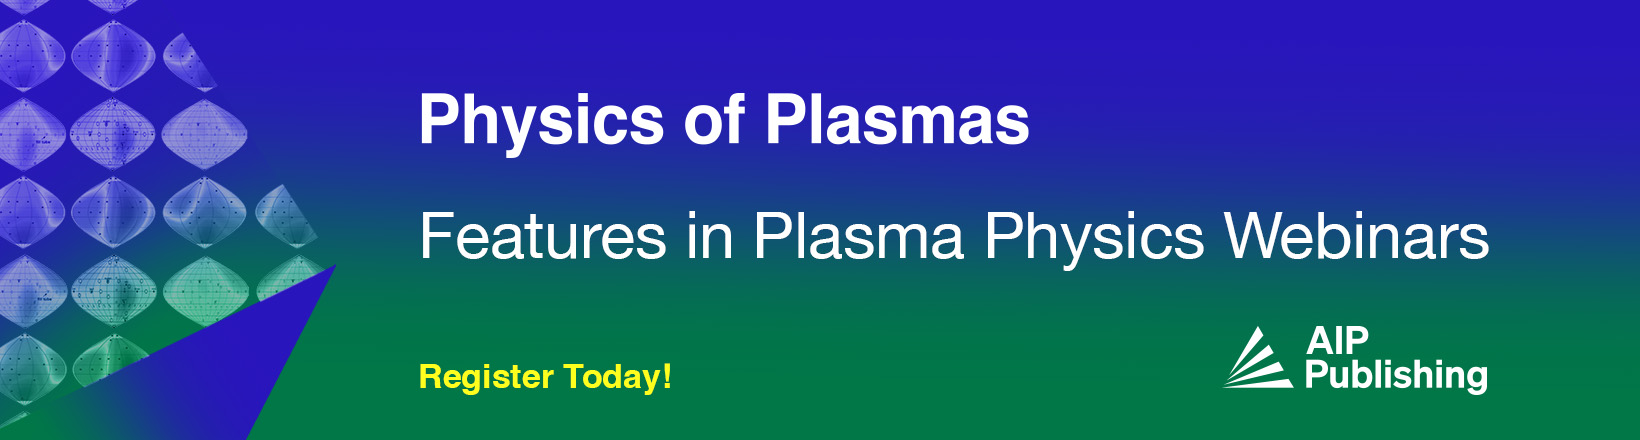 Physics of Plasmas
Features in Plasma Physics Webinars
Register Today!
AIP
Publishing